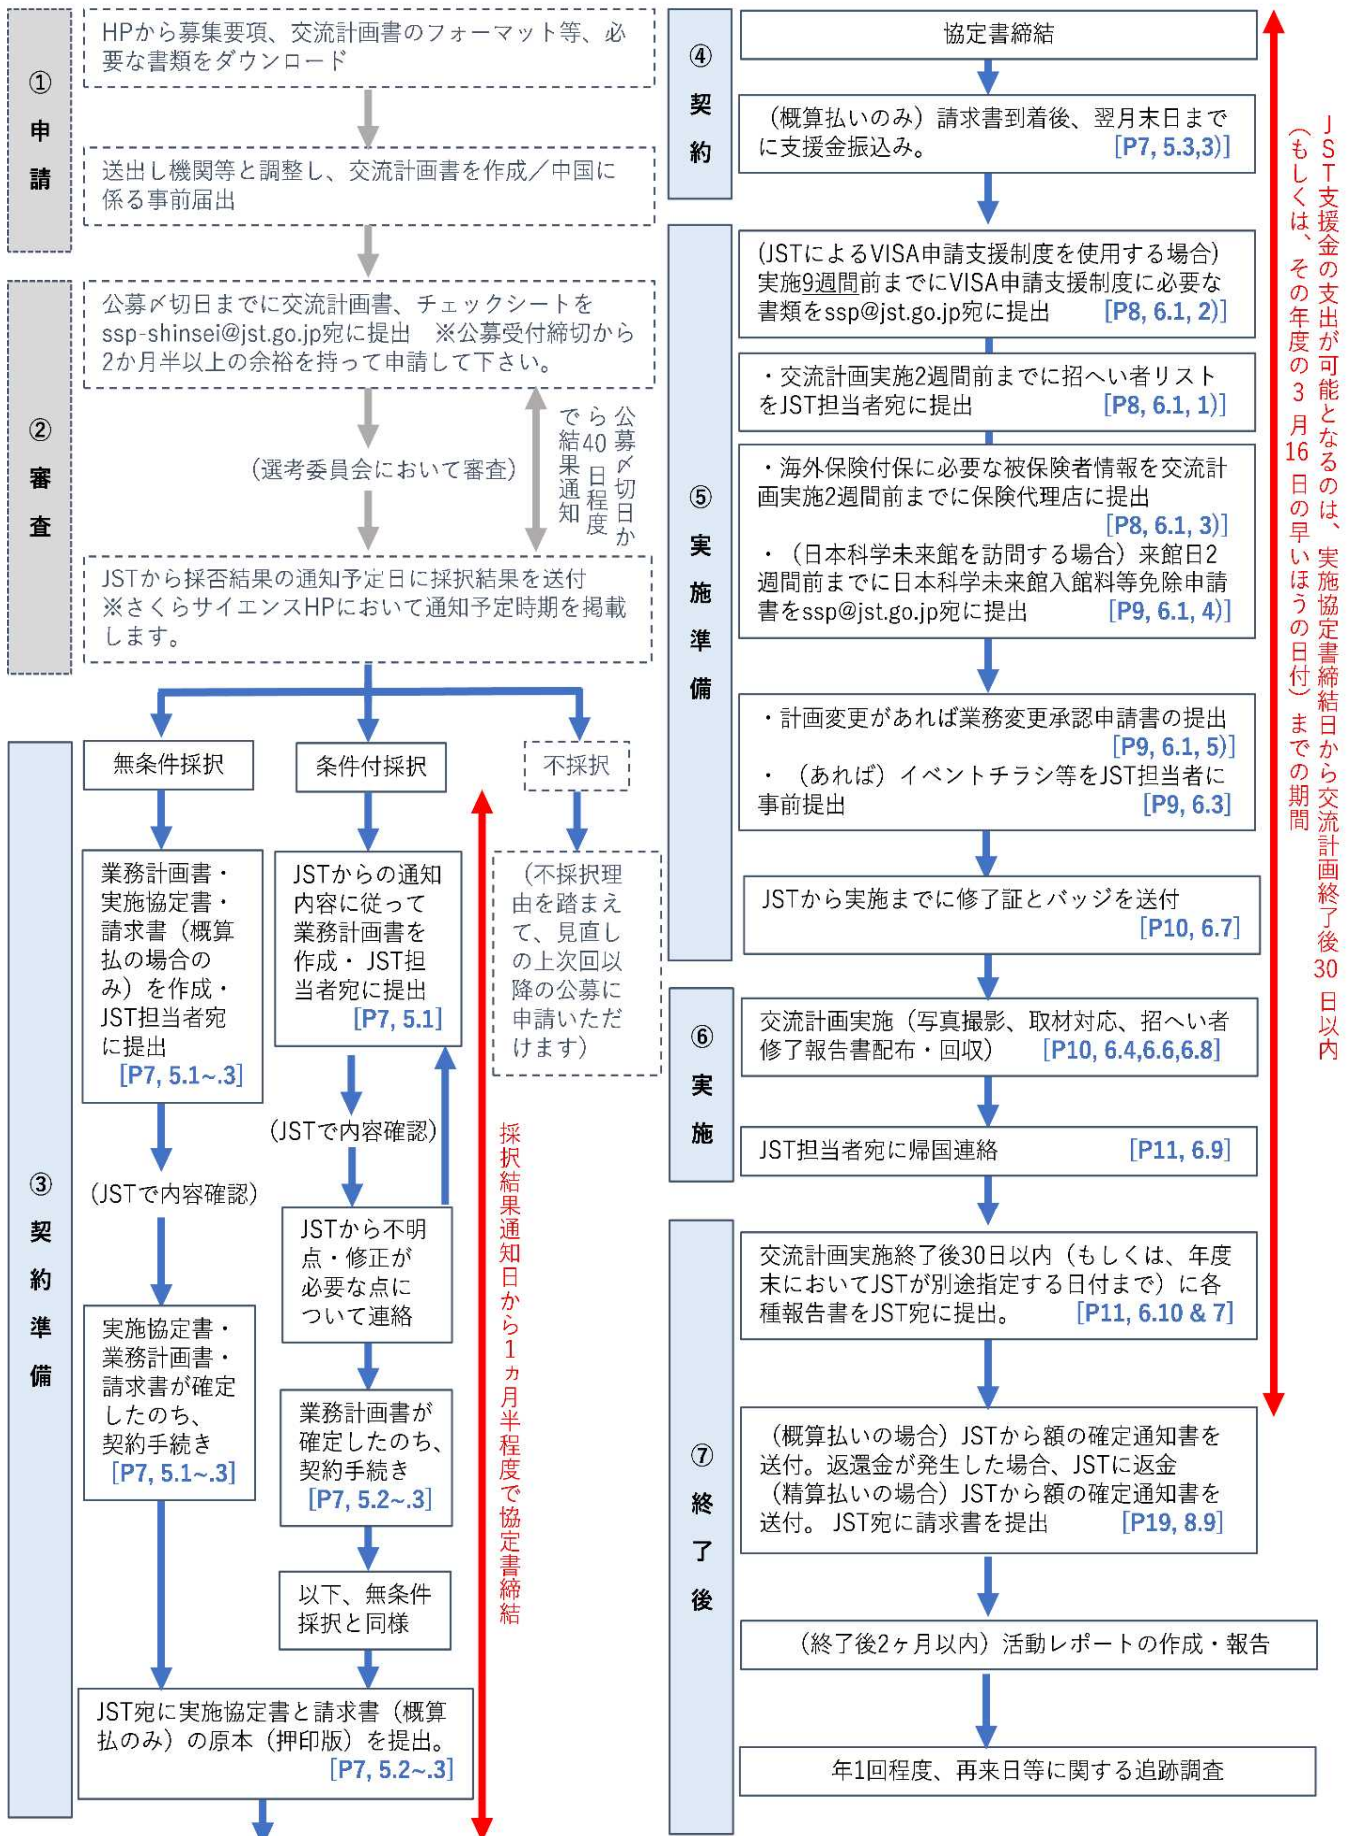 ①
申
請
HPから募集要項、交流計画書のフォーマット等、必
要な書類をダウンロード
送出し機関等と調整し、交流計画書を作成／中国に
係る事前届出
②
審
査
公募〆切日までに交流計画書、チェックシートを
ssp-shinsei@jst.go.jp宛に提出　※公募受付締切から
2か月半以上の余裕を持って申請して下さい。
（選考委員会において審査）
公募〆切日か
ら40日程度
で結果通知
JSTから採否結果の通知予定日に採択結果を送付
※さくらサイエンスHPにおいて通知予定時期を掲載
します。
③
契
約
準
備
無条件採択
条件付採択
不採択
業務計画書・
実施協定書・
請求書（概算
払の場合の
み）を作成・
JST担当者宛
に提出
[P7, 5.1~.3]
（JSTで内容確認）
実施協定書・
業務計画書・
請求書が確定
したのち、
契約手続き
[P7, 5.1~.3]
JSTからの通知
内容に従って
業務計画書を
作成・ JST担
当者宛に提出
[P7, 5.1]
（JSTで内容確認）
JSTから不明
点・修正が
必要な点に
ついて連絡
業務計画書が
確定したのち、
契約手続き
[P7, 5.2~.3]
以下、無条件
採択と同様
（不採択理
由を踏まえ
て、見直し
の上次回以
降の公募に
申請いただ
けます）
採択結果通知日から1ヵ月半程度で協定書締結
JST宛に実施協定書と請求書（概算
払のみ）の原本（押印版）を提出。
[P7, 5.2~.3]
④
契
約
協定書締結
（概算払いのみ）請求書到着後、翌月末日まで
に支援金振込み。 [P7, 5.3,3)]
⑤
実
施
準
備
(JSTによるVISA申請支援制度を使用する場合)
実施9週間前までにVISA申請支援制度に必要な
書類をssp@jst.go.jp宛に提出 [P8, 6.1, 2)]
・交流計画実施2週間前までに招へい者リスト
をJST担当者宛に提出 [P8, 6.1, 1)]
・海外保険付保に必要な被保険者情報を交流計
画実施2週間前までに保険代理店に提出
[P8, 6.1, 3)]
・（日本科学未来館を訪問する場合）来館日2
週間前までに日本科学未来館入館料等免除申請
書をssp@jst.go.jp宛に提出 [P9, 6.1, 4)]
・計画変更があれば業務変更承認申請書の提出
[P9, 6.1, 5)]
・（あれば）イベントチラシ等をJST担当者に
事前提出 [P9, 6.3]
JSTから実施までに修了証とバッジを送付
[P10, 6.7]
⑥
実
施
交流計画実施（写真撮影、取材対応、招へい者
修了報告書配布・回収） [P10, 6.4,6.6,6.8]
JST担当者宛に帰国連絡 [P11, 6.9]
⑦
終
了
後
交流計画実施終了後30日以内（もしくは、年度
末においてJSTが別途指定する日付まで）に各
種報告書をJST宛に提出。 [P11, 6.10 & 7]
（概算払いの場合）JSTから額の確定通知書を
送付。返還金が発生した場合、JSTに返金
（精算払いの場合）JSTから額の確定通知書を
送付。 JST宛に請求書を提出 [P19, 8.9]
（終了後2ヶ月以内）活動レポートの作成・報告
年1回程度、再来日等に関する追跡調査
JST支援金の支出が可能となるのは、実施協定書締結日から交流計画終了後30日以内
（もしくは、その年度の3月16日の早いほうの日付）までの期間